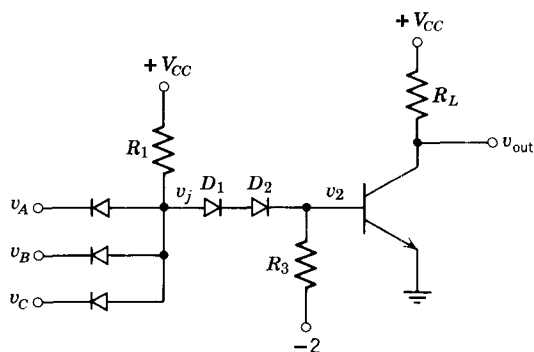 + V_CC
+ V_CC
R_L
R_1
v_out
v_j D_1 D_2 v_2
v_A
v_B
R_3
v_C
−2